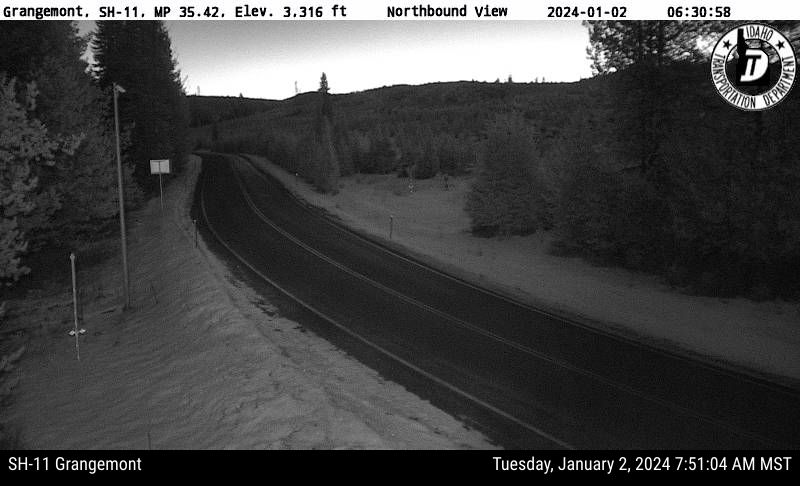 Grangemont, SH-11, MP 35.42, Elev. 3,316 ft Northbound View 2024-01-02 06:30:58
IDAHO
TRANSPORTATION DEPARTMENT
SH-11 Grangemont Tuesday, January 2, 2024 7:51:04 AM MST